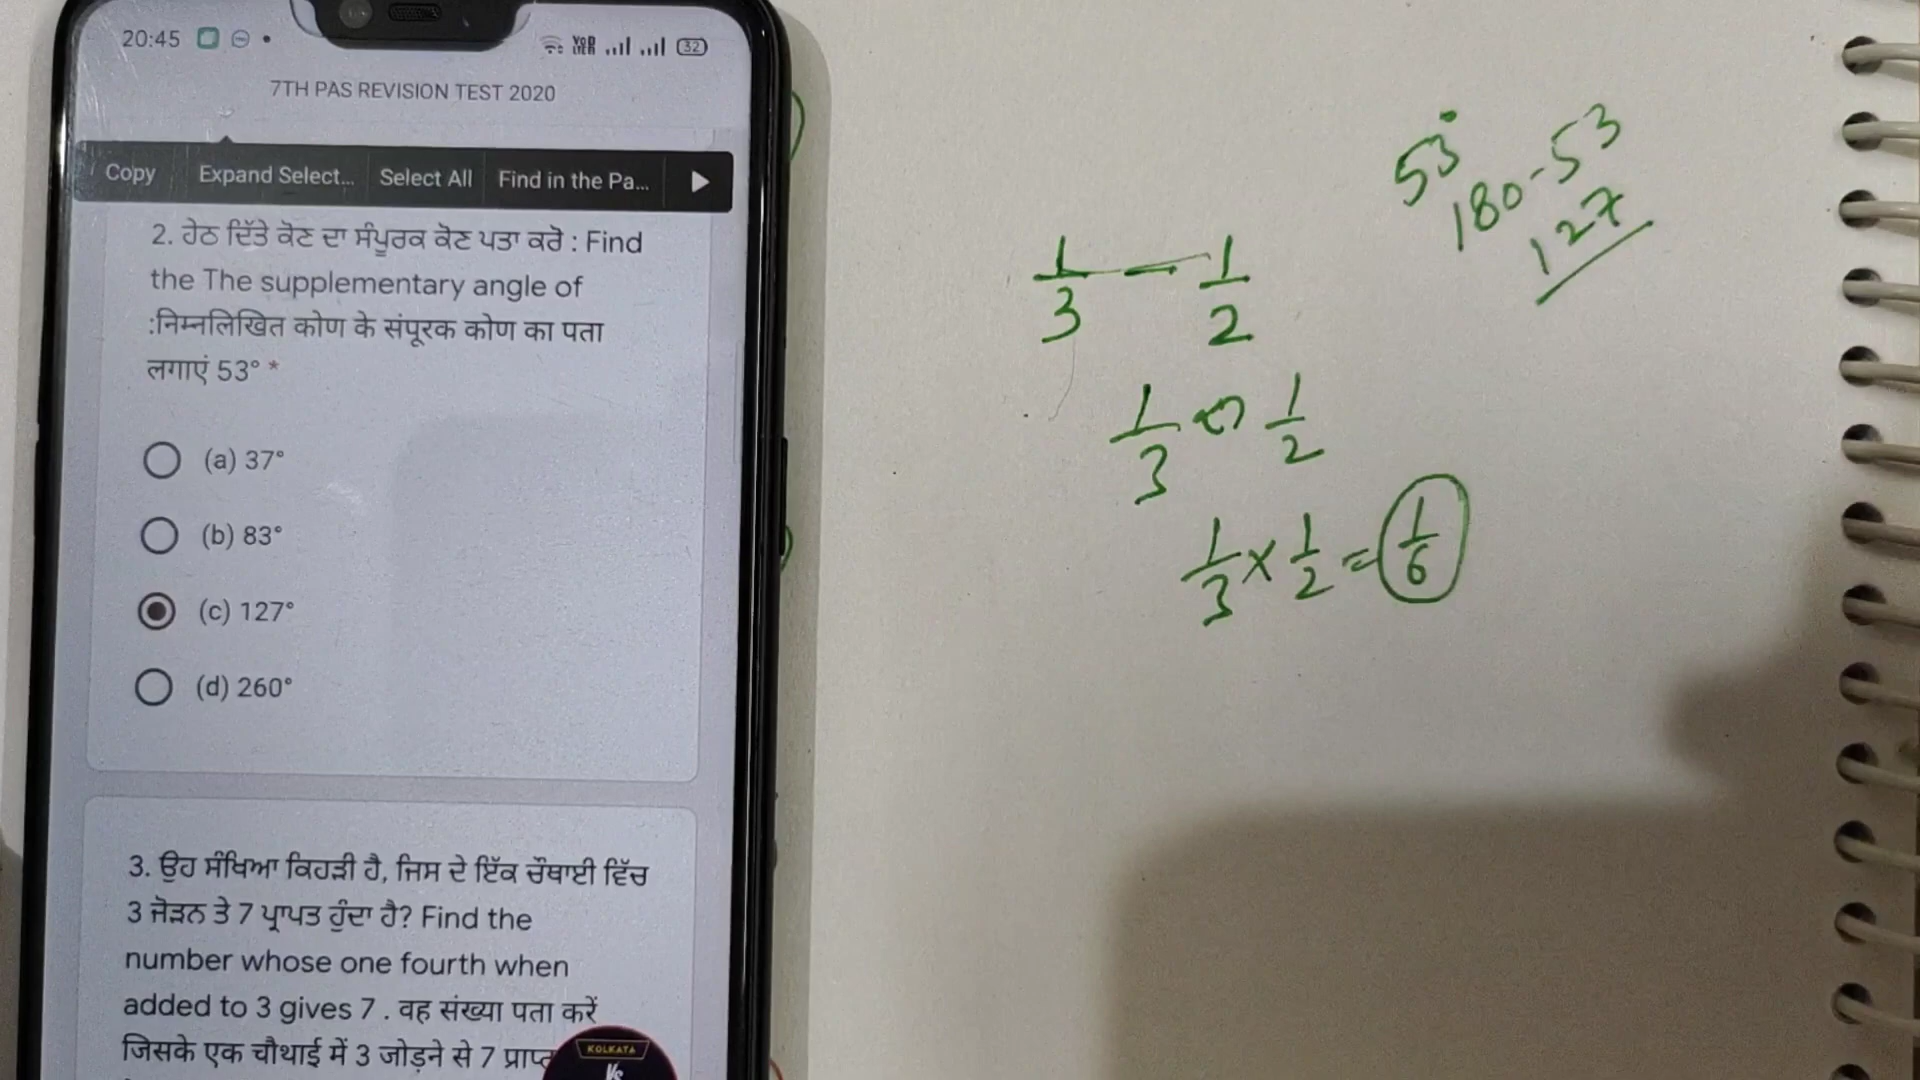 20:45
VoD LTER
32
7TH PAS REVISION TEST 2020
Copy Expand Select... Select All Find in the Pa...
2. ਹੇਠ ਦਿੱਤੇ ਕੋਣ ਦਾ ਸੰਪੂਰਕ ਕੋਣ ਪਤਾ ਕਰੋ : Find
the The supplementary angle of
:निम्नलिखित कोण के संपूरक कोण का पता
लगाएं 53° *
(a) 37°
(b) 83°
(c) 127°
(d) 260°
3. ਉਹ ਸੰਖਿਆ ਕਿਹੜੀ ਹੈ, ਜਿਸ ਦੇ ਇੱਕ ਚੌਥਾਈ ਵਿੱਚ
3 ਜੋੜਨ ਤੇ 7 ਪ੍ਰਾਪਤ ਹੁੰਦਾ ਹੈ? Find the
number whose one fourth when
added to 3 gives 7 . वह संख्या पता करें
जिसके एक चौथाई में 3 जोड़ने से 7
KOLKATA
Vs
53°
180-53
127
1/3 - 1/2
1/3 1/2
1/3 × 1/2 = 1/6